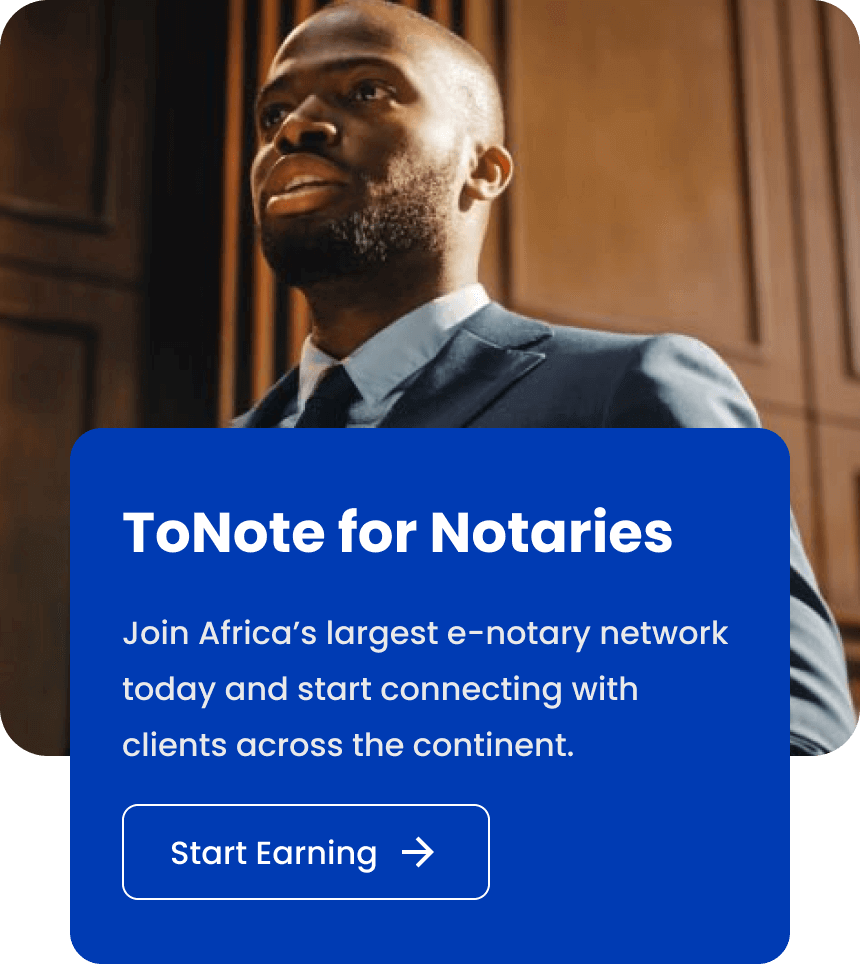 ToNote for Notaries
Join Africa’s largest e-notary network
today and start connecting with
clients across the continent.
Start Earning